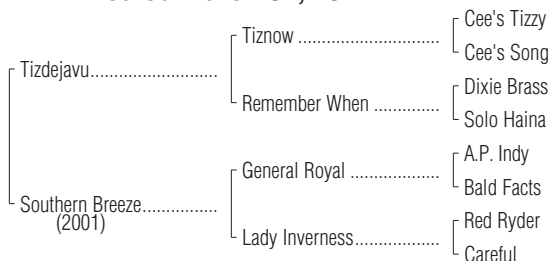 Cee's Tizzy
Tiznow ................................
Cee's Song
Tizdejavu............................
Dixie Brass
Remember When ...............
Solo Haina
A.P. Indy
General Royal ....................
Bald Facts
Southern Breeze.................
(2001)
Red Ryder
Lady Inverness...................
Careful